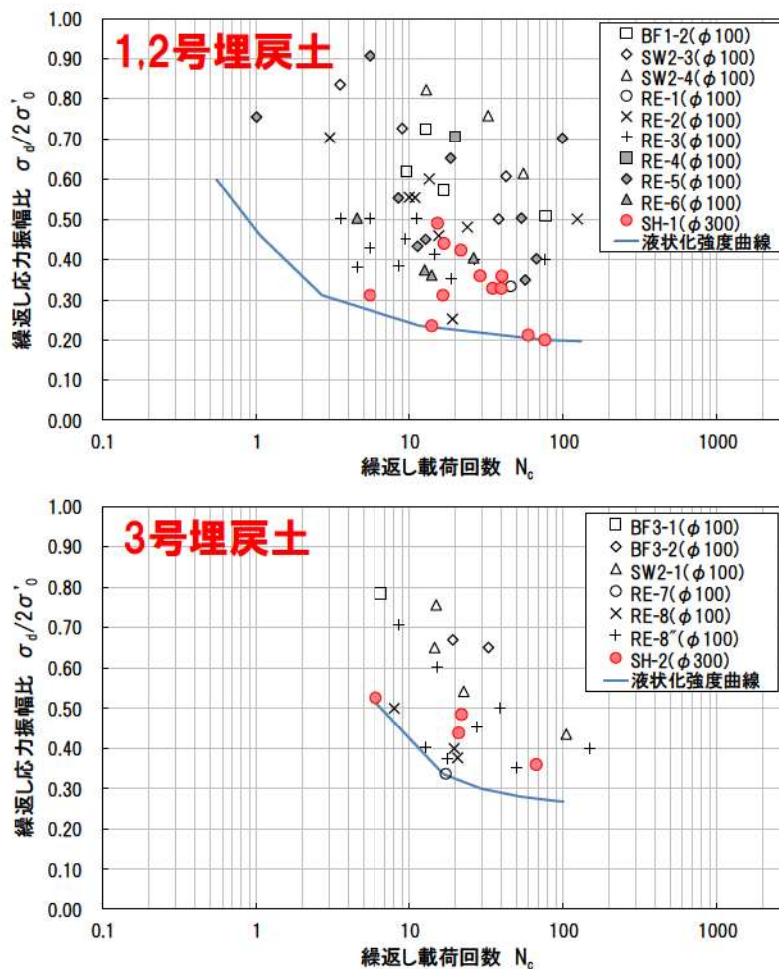 1,2号埋戻土
繰返し応力振幅比 σd/2σ'0
1.00
0.90
0.80
0.70
0.60
0.50
0.40
0.30
0.20
0.10
0.00
0.1
1
10
100
1000
繰返し載荷回数 Nc
BF1-2(φ100)
SW2-3(φ100)
SW2-4(φ100)
RE-1(φ100)
RE-2(φ100)
RE-3(φ100)
RE-4(φ100)
RE-5(φ100)
RE-6(φ100)
SH-1(φ300)
液状化強度曲線
3号埋戻土
繰返し応力振幅比 σd/2σ'0
1.00
0.90
0.80
0.70
0.60
0.50
0.40
0.30
0.20
0.10
0.00
0.1
1
10
100
1000
繰返し載荷回数 Nc
BF3-1(φ100)
BF3-2(φ100)
SW2-1(φ100)
RE-7(φ100)
RE-8(φ100)
RE-8″(φ100)
SH-2(φ300)
液状化強度曲線